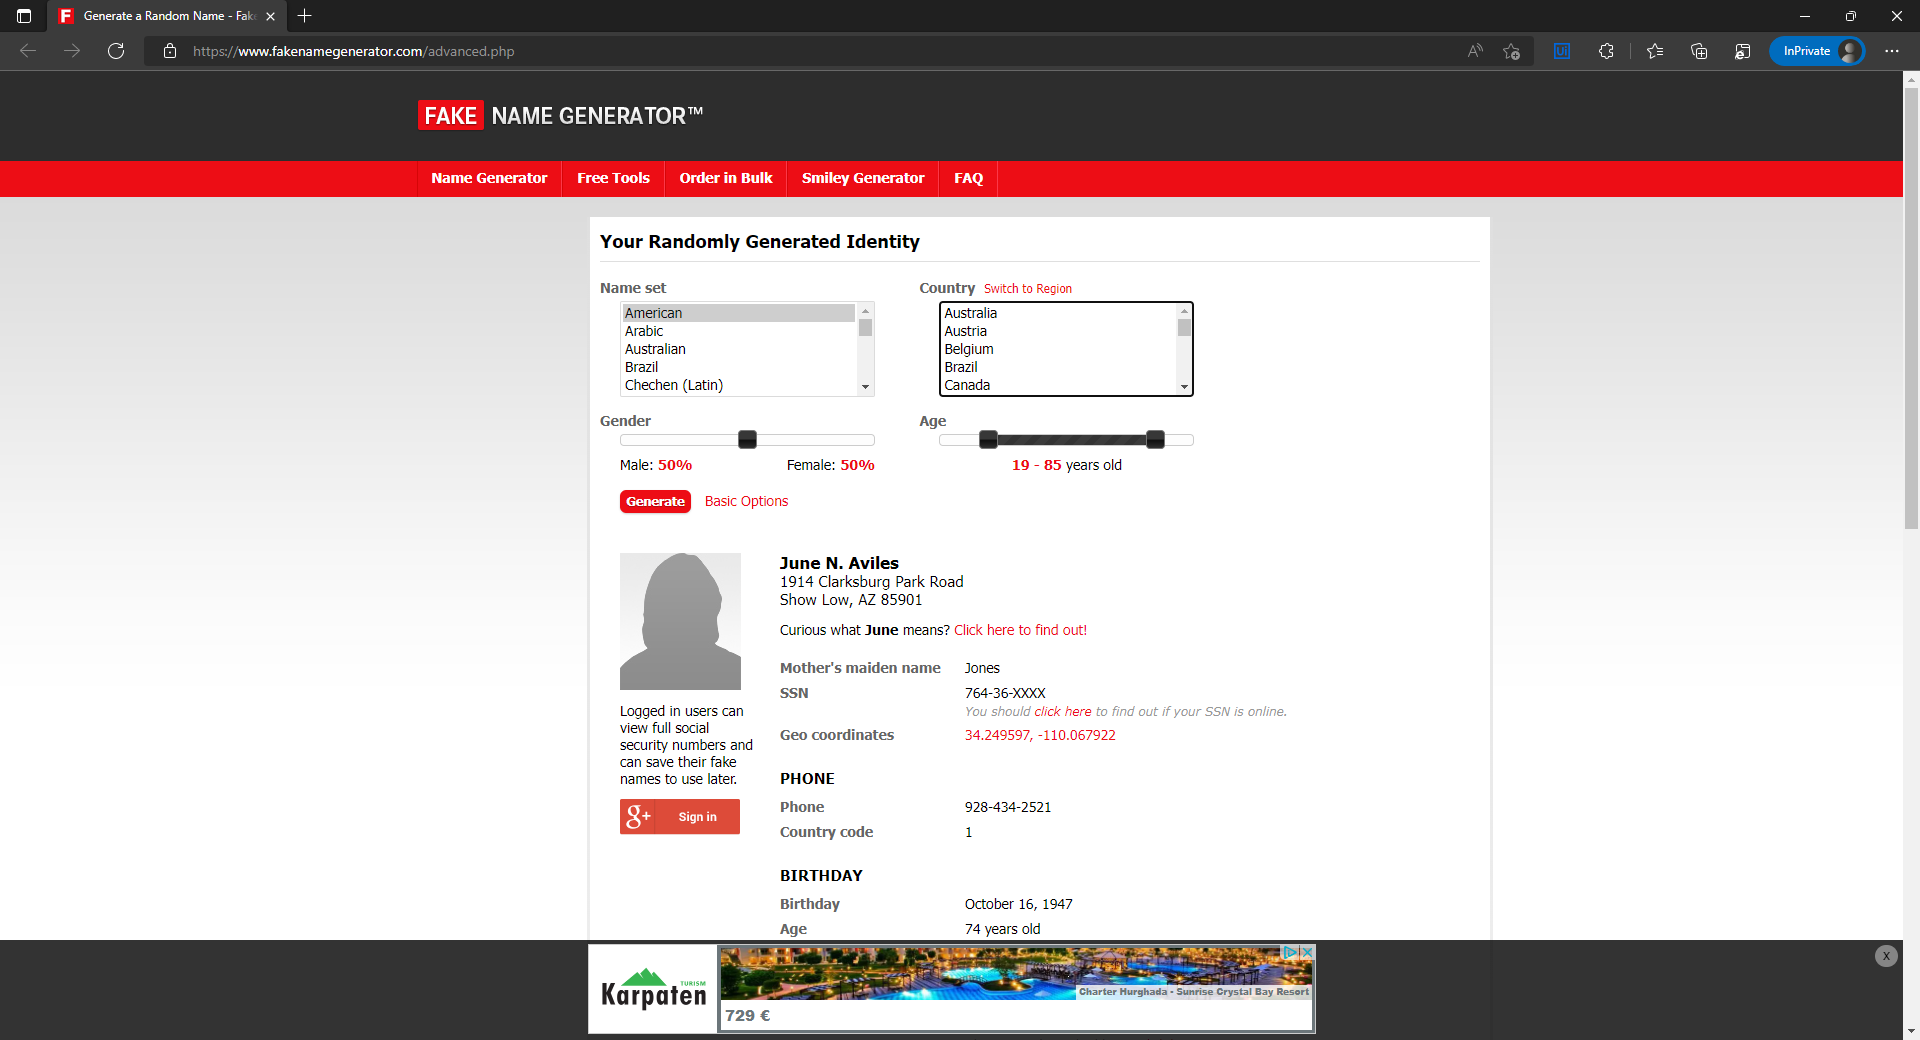 Generate a Random Name - Fak
https://www.fakenamegenerator.com/advanced.php
InPrivate
FAKE NAME GENERATOR™
Name Generator
Free Tools
Order in Bulk
Smiley Generator
FAQ
Your Randomly Generated Identity
Name set
American
Arabic
Australian
Brazil
Chechen (Latin)
Country Switch to Region
Australia
Austria
Belgium
Brazil
Canada
Gender
Male: 50% Female: 50%
Age
19 - 85 years old
Generate Basic Options
June N. Aviles
1914 Clarksburg Park Road
Show Low, AZ 85901
Curious what June means? Click here to find out!
Mother's maiden name Jones
SSN 764-36-XXXX
You should click here to find out if your SSN is online.
Geo coordinates 34.249597, -110.067922
Logged in users can
view full social
security numbers and
can save their fake
names to use later.
g+ Sign in
PHONE
Phone 928-434-2521
Country code 1
BIRTHDAY
Birthday October 16, 1947
Age 74 years old
TURISM
Karpaten
Charter Hurghada - Sunrise Crystal Bay Resort
729 €
X